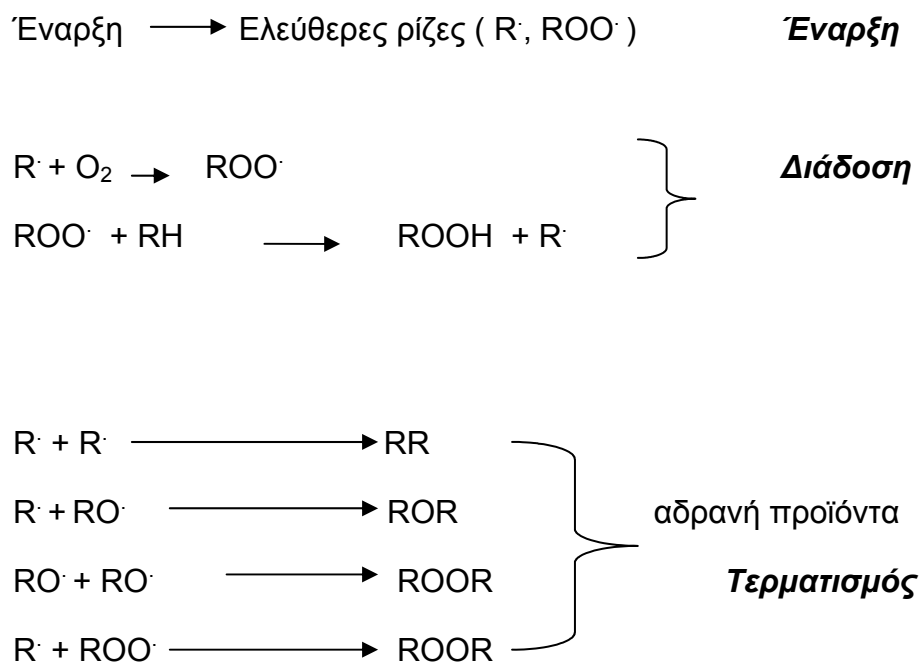 Έναρξη ⟶ Ελεύθερες ρίζες ( R·, ROO· ) Έναρξη
R· + O₂ → ROO· Διάδοση
ROO· + RH → ROOH + R·
R· + R· ⟶ RR
R· + RO· ⟶ ROR αδρανή προϊόντα
RO· + RO· ⟶ ROOR Τερματισμός
R· + ROO· ⟶ ROOR